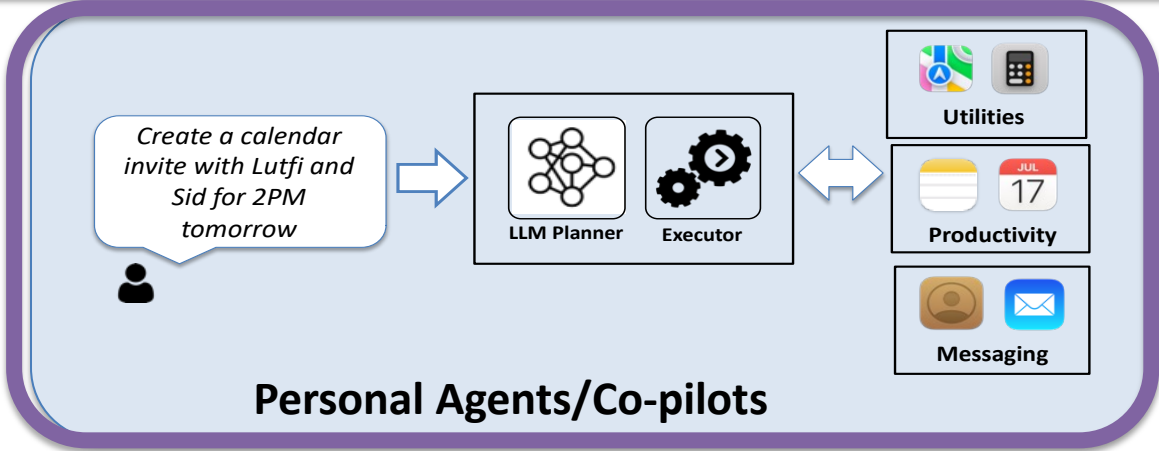 Create a calendar
invite with Lutfi and
Sid for 2PM
tomorrow
LLM Planner
Executor
Utilities
JUL
17
Productivity
Messaging
Personal Agents/Co-pilots